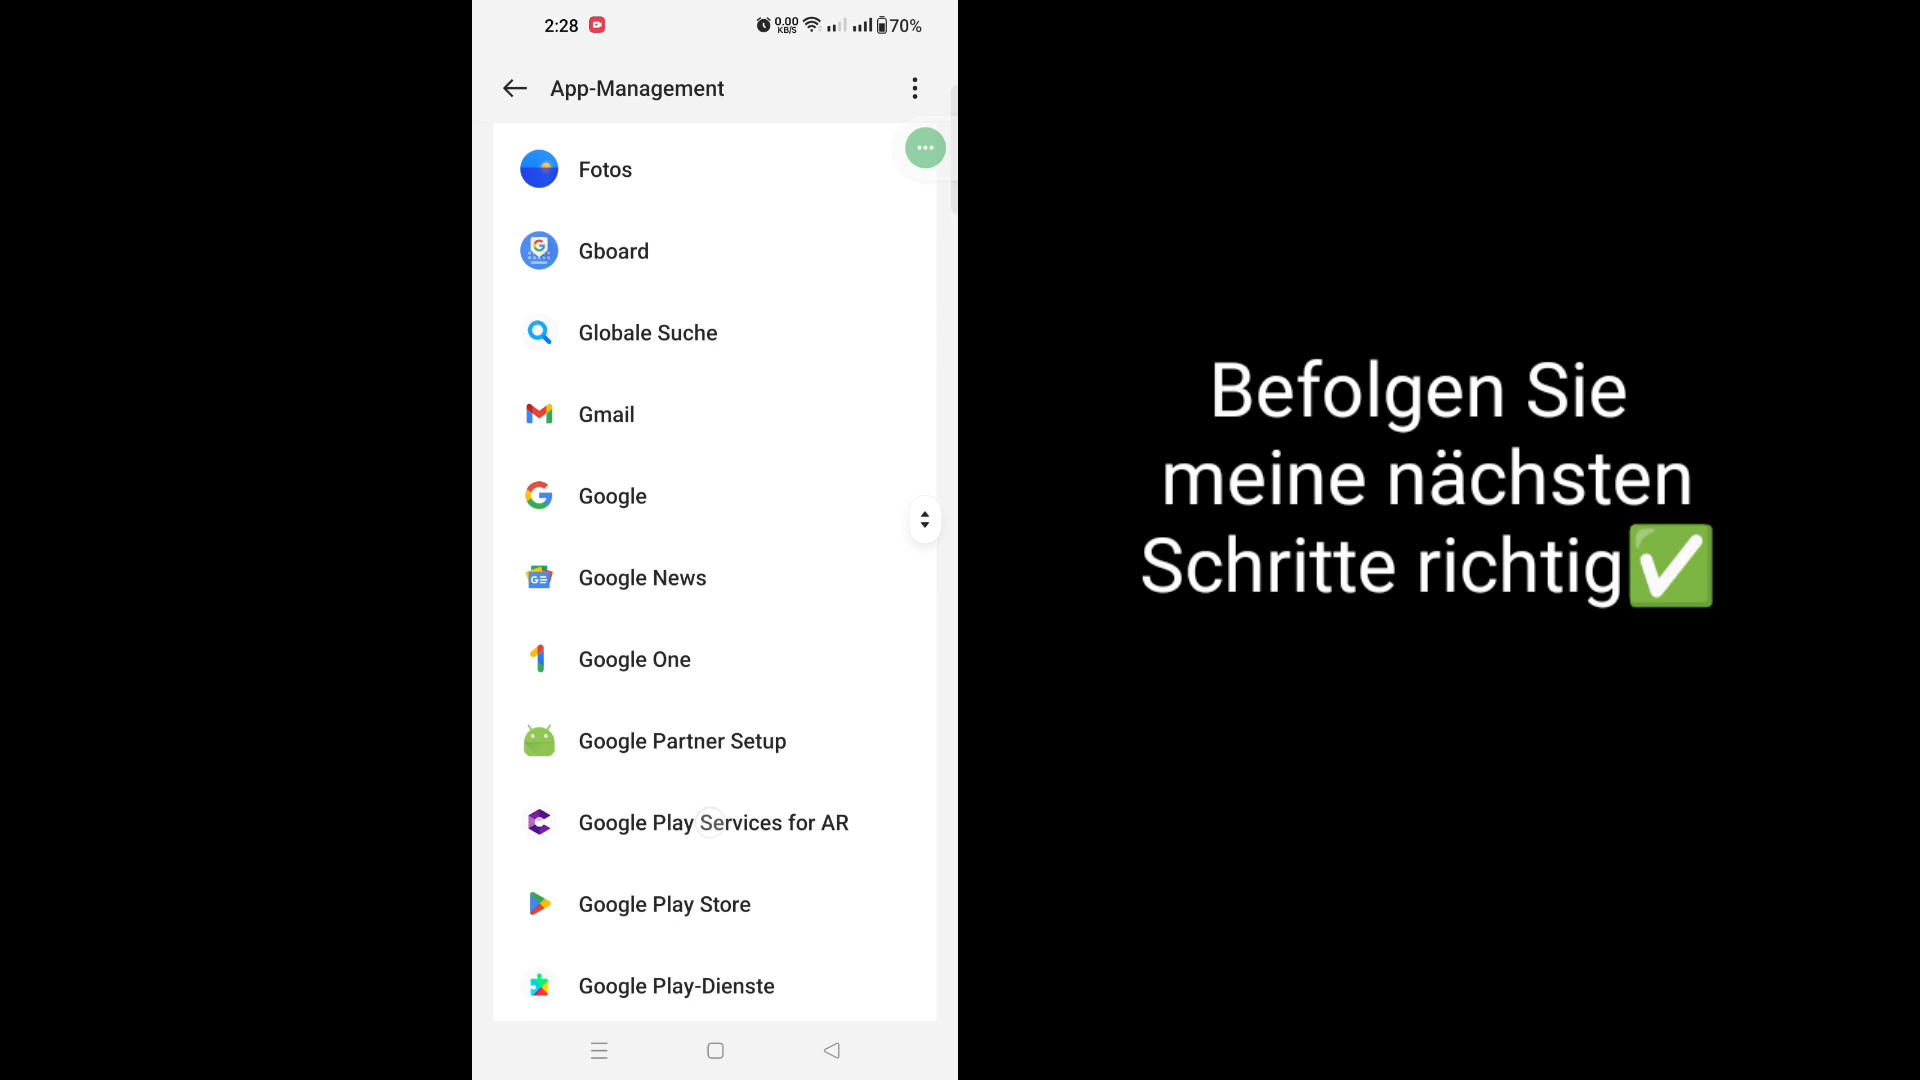 2:28
0.00 KB/S
70%
App-Management
Fotos
Gboard
Globale Suche
Gmail
Google
Google News
Google One
Google Partner Setup
Google Play Services for AR
Google Play Store
Google Play-Dienste
Befolgen Sie
meine nächsten
Schritte richtig✅